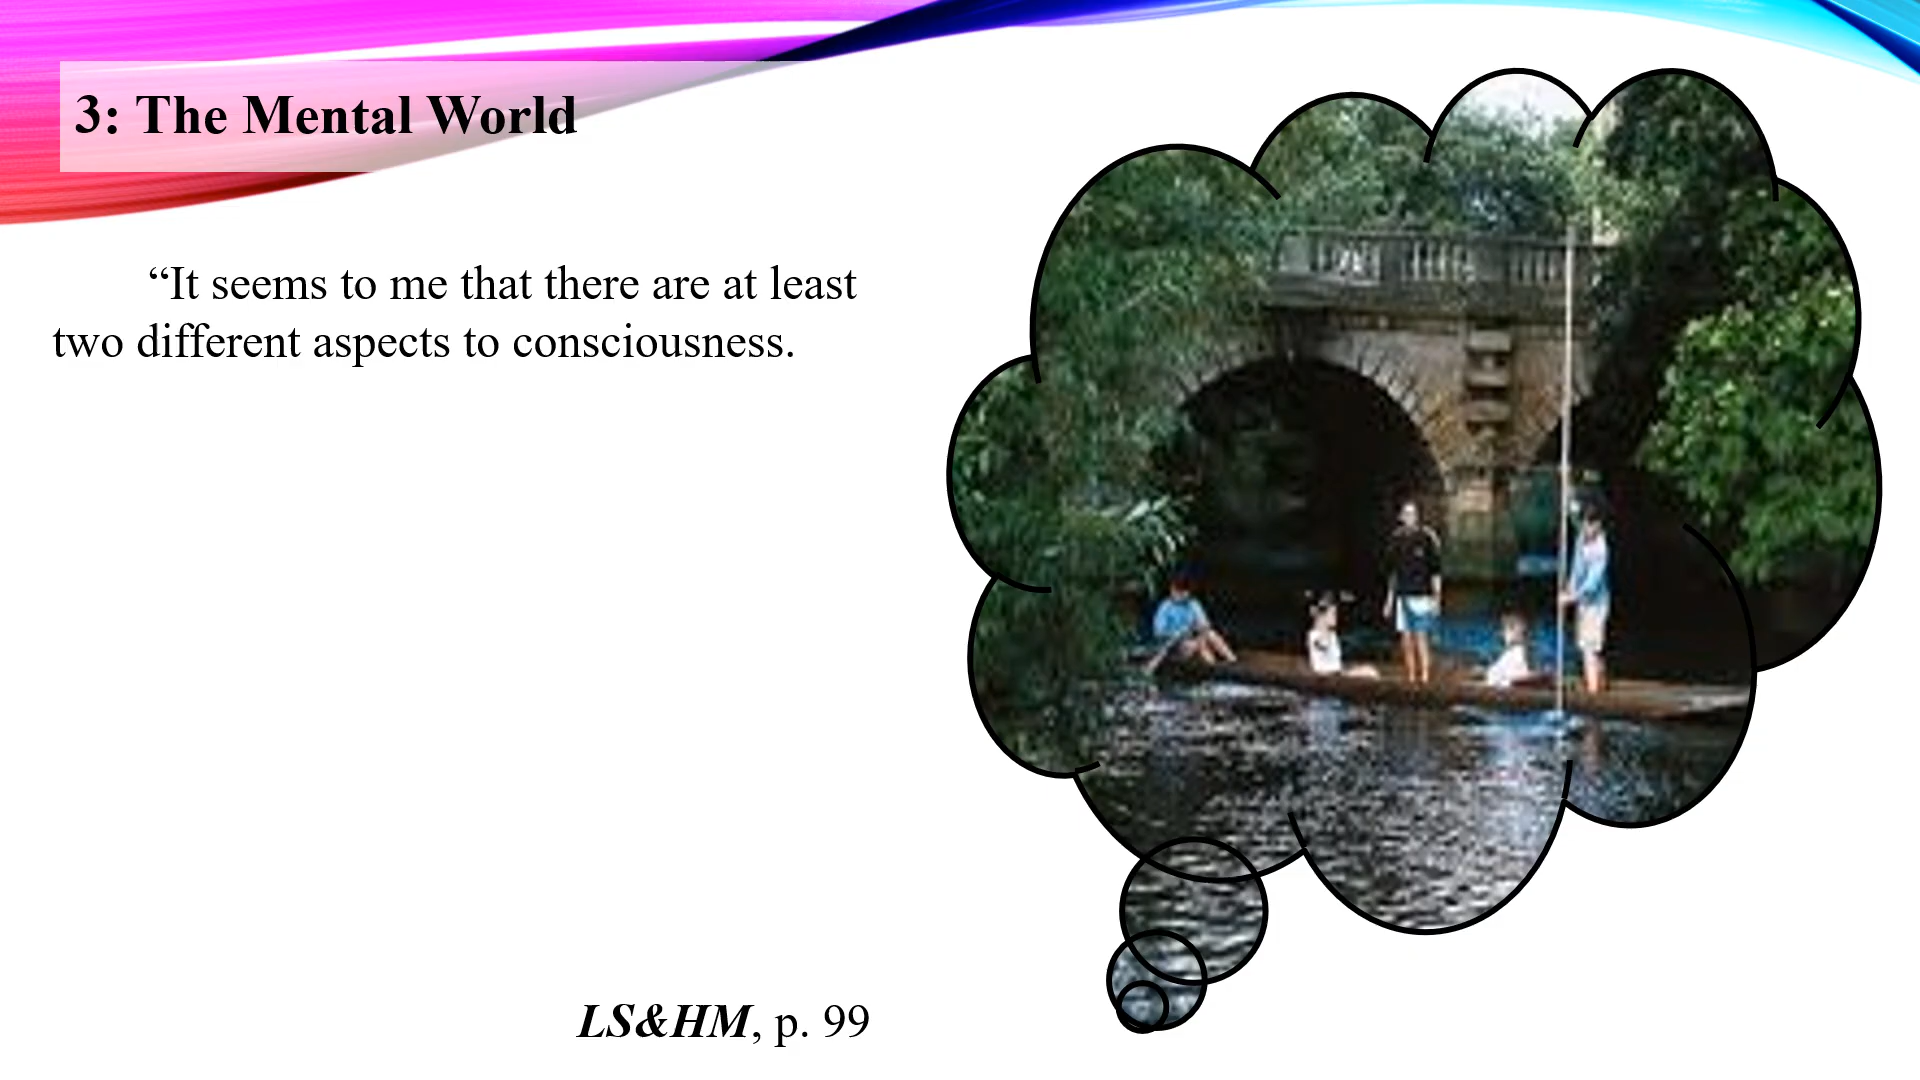 3: The Mental World
“It seems to me that there are at least
two different aspects to consciousness.
LS&HM, p. 99